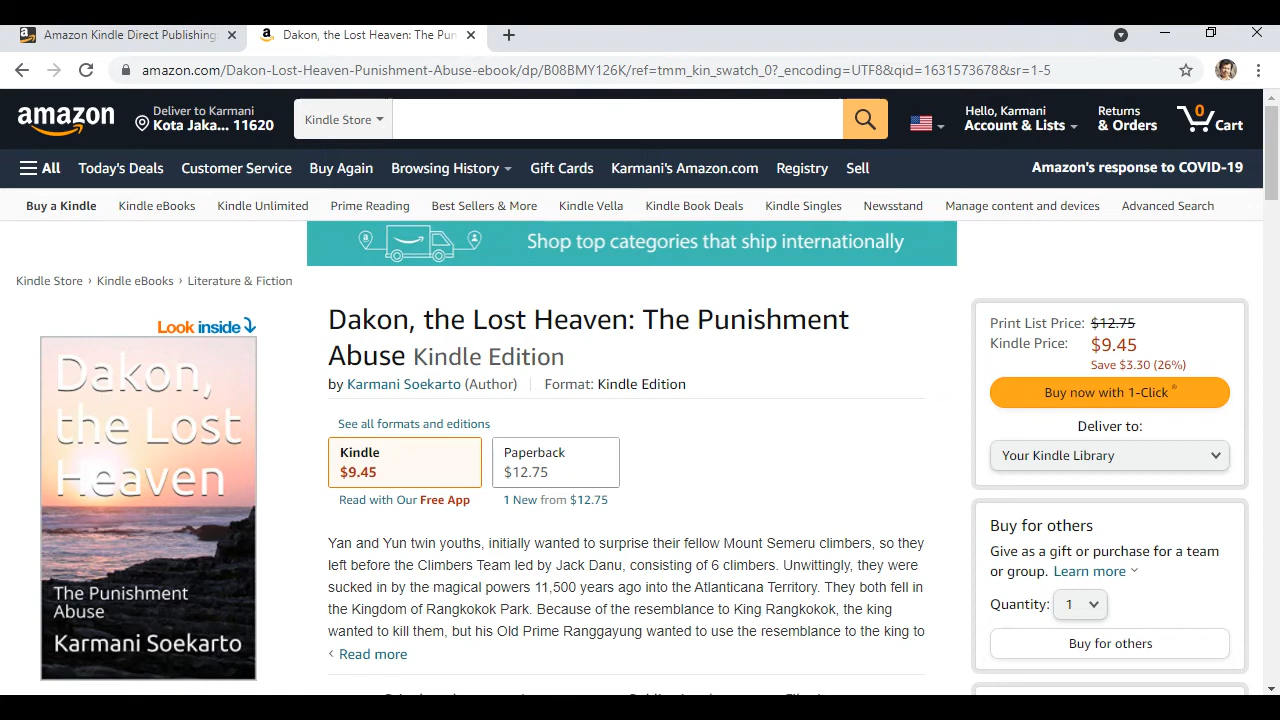 Amazon Kindle Direct Publishing:
Dakon, the Lost Heaven: The Pun
amazon.com/Dakon-Lost-Heaven-Punishment-Abuse-ebook/dp/B08BMY126K/ref=tmm_kin_swatch_0?_encoding=UTF8&qid=1631573678&sr=1-5
amazon
Deliver to Karmani
Kota Jaka... 11620
Kindle Store
Hello, Karmani
Account & Lists
Returns
& Orders
0
Cart
All Today's Deals Customer Service Buy Again Browsing History Gift Cards Karmani's Amazon.com Registry Sell Amazon's response to COVID-19
Buy a Kindle Kindle eBooks Kindle Unlimited Prime Reading Best Sellers & More Kindle Vella Kindle Book Deals Kindle Singles Newsstand Manage content and devices Advanced Search
Shop top categories that ship internationally
Kindle Store › Kindle eBooks › Literature & Fiction
Look inside
Dakon,
the Lost
Heaven
The Punishment
Abuse
Karmani Soekarto
Dakon, the Lost Heaven: The Punishment
Abuse Kindle Edition
by Karmani Soekarto (Author) Format: Kindle Edition
See all formats and editions
Kindle
$9.45
Paperback
$12.75
Read with Our Free App
1 New from $12.75
Yan and Yun twin youths, initially wanted to surprise their fellow Mount Semeru climbers, so they
left before the Climbers Team led by Jack Danu, consisting of 6 climbers. Unwittingly, they were
sucked in by the magical powers 11,500 years ago into the Atlanticana Territory. They both fell in
the Kingdom of Rangkokok Park. Because of the resemblance to King Rangkokok, the king
wanted to kill them, but his Old Prime Ranggayung wanted to use the resemblance to the king to
Read more
Print List Price: $12.75
Kindle Price: $9.45
Save $3.30 (26%)
Buy now with 1-Click ®
Deliver to:
Your Kindle Library
Buy for others
Give as a gift or purchase for a team
or group. Learn more
Quantity: 1
Buy for others